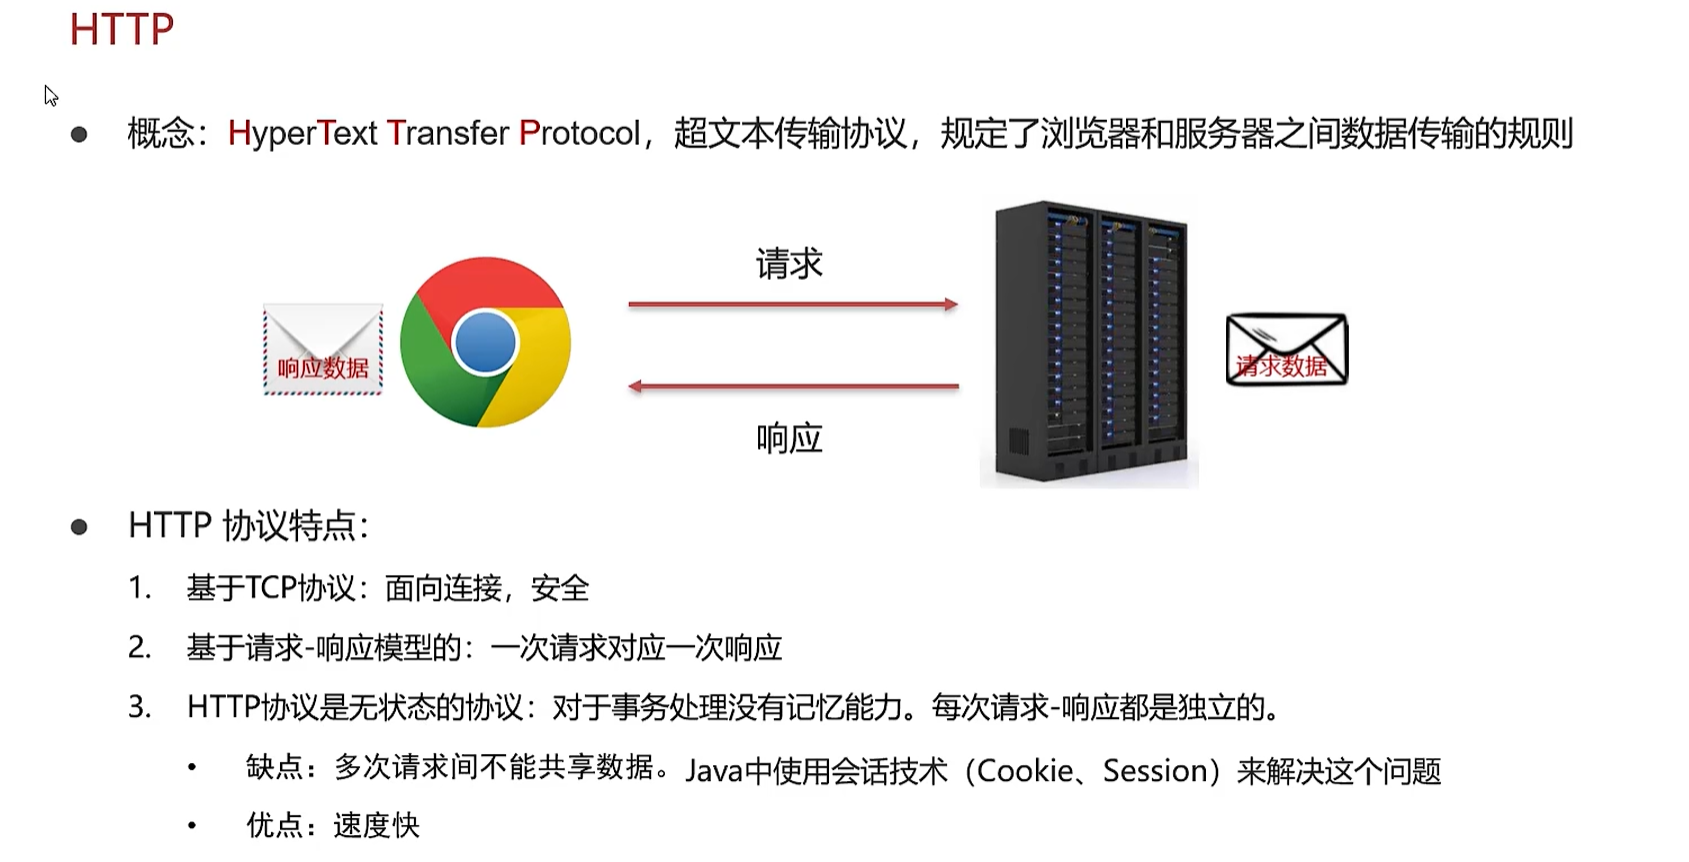 HTTP
● 概念：HyperText Transfer Protocol，超文本传输协议，规定了浏览器和服务器之间数据传输的规则
请求
响应数据
请求数据
响应
● HTTP 协议特点：
1. 基于TCP协议：面向连接，安全
2. 基于请求-响应模型的：一次请求对应一次响应
3. HTTP协议是无状态的协议：对于事务处理没有记忆能力。每次请求-响应都是独立的。
• 缺点：多次请求间不能共享数据。Java中使用会话技术（Cookie、Session）来解决这个问题
• 优点：速度快